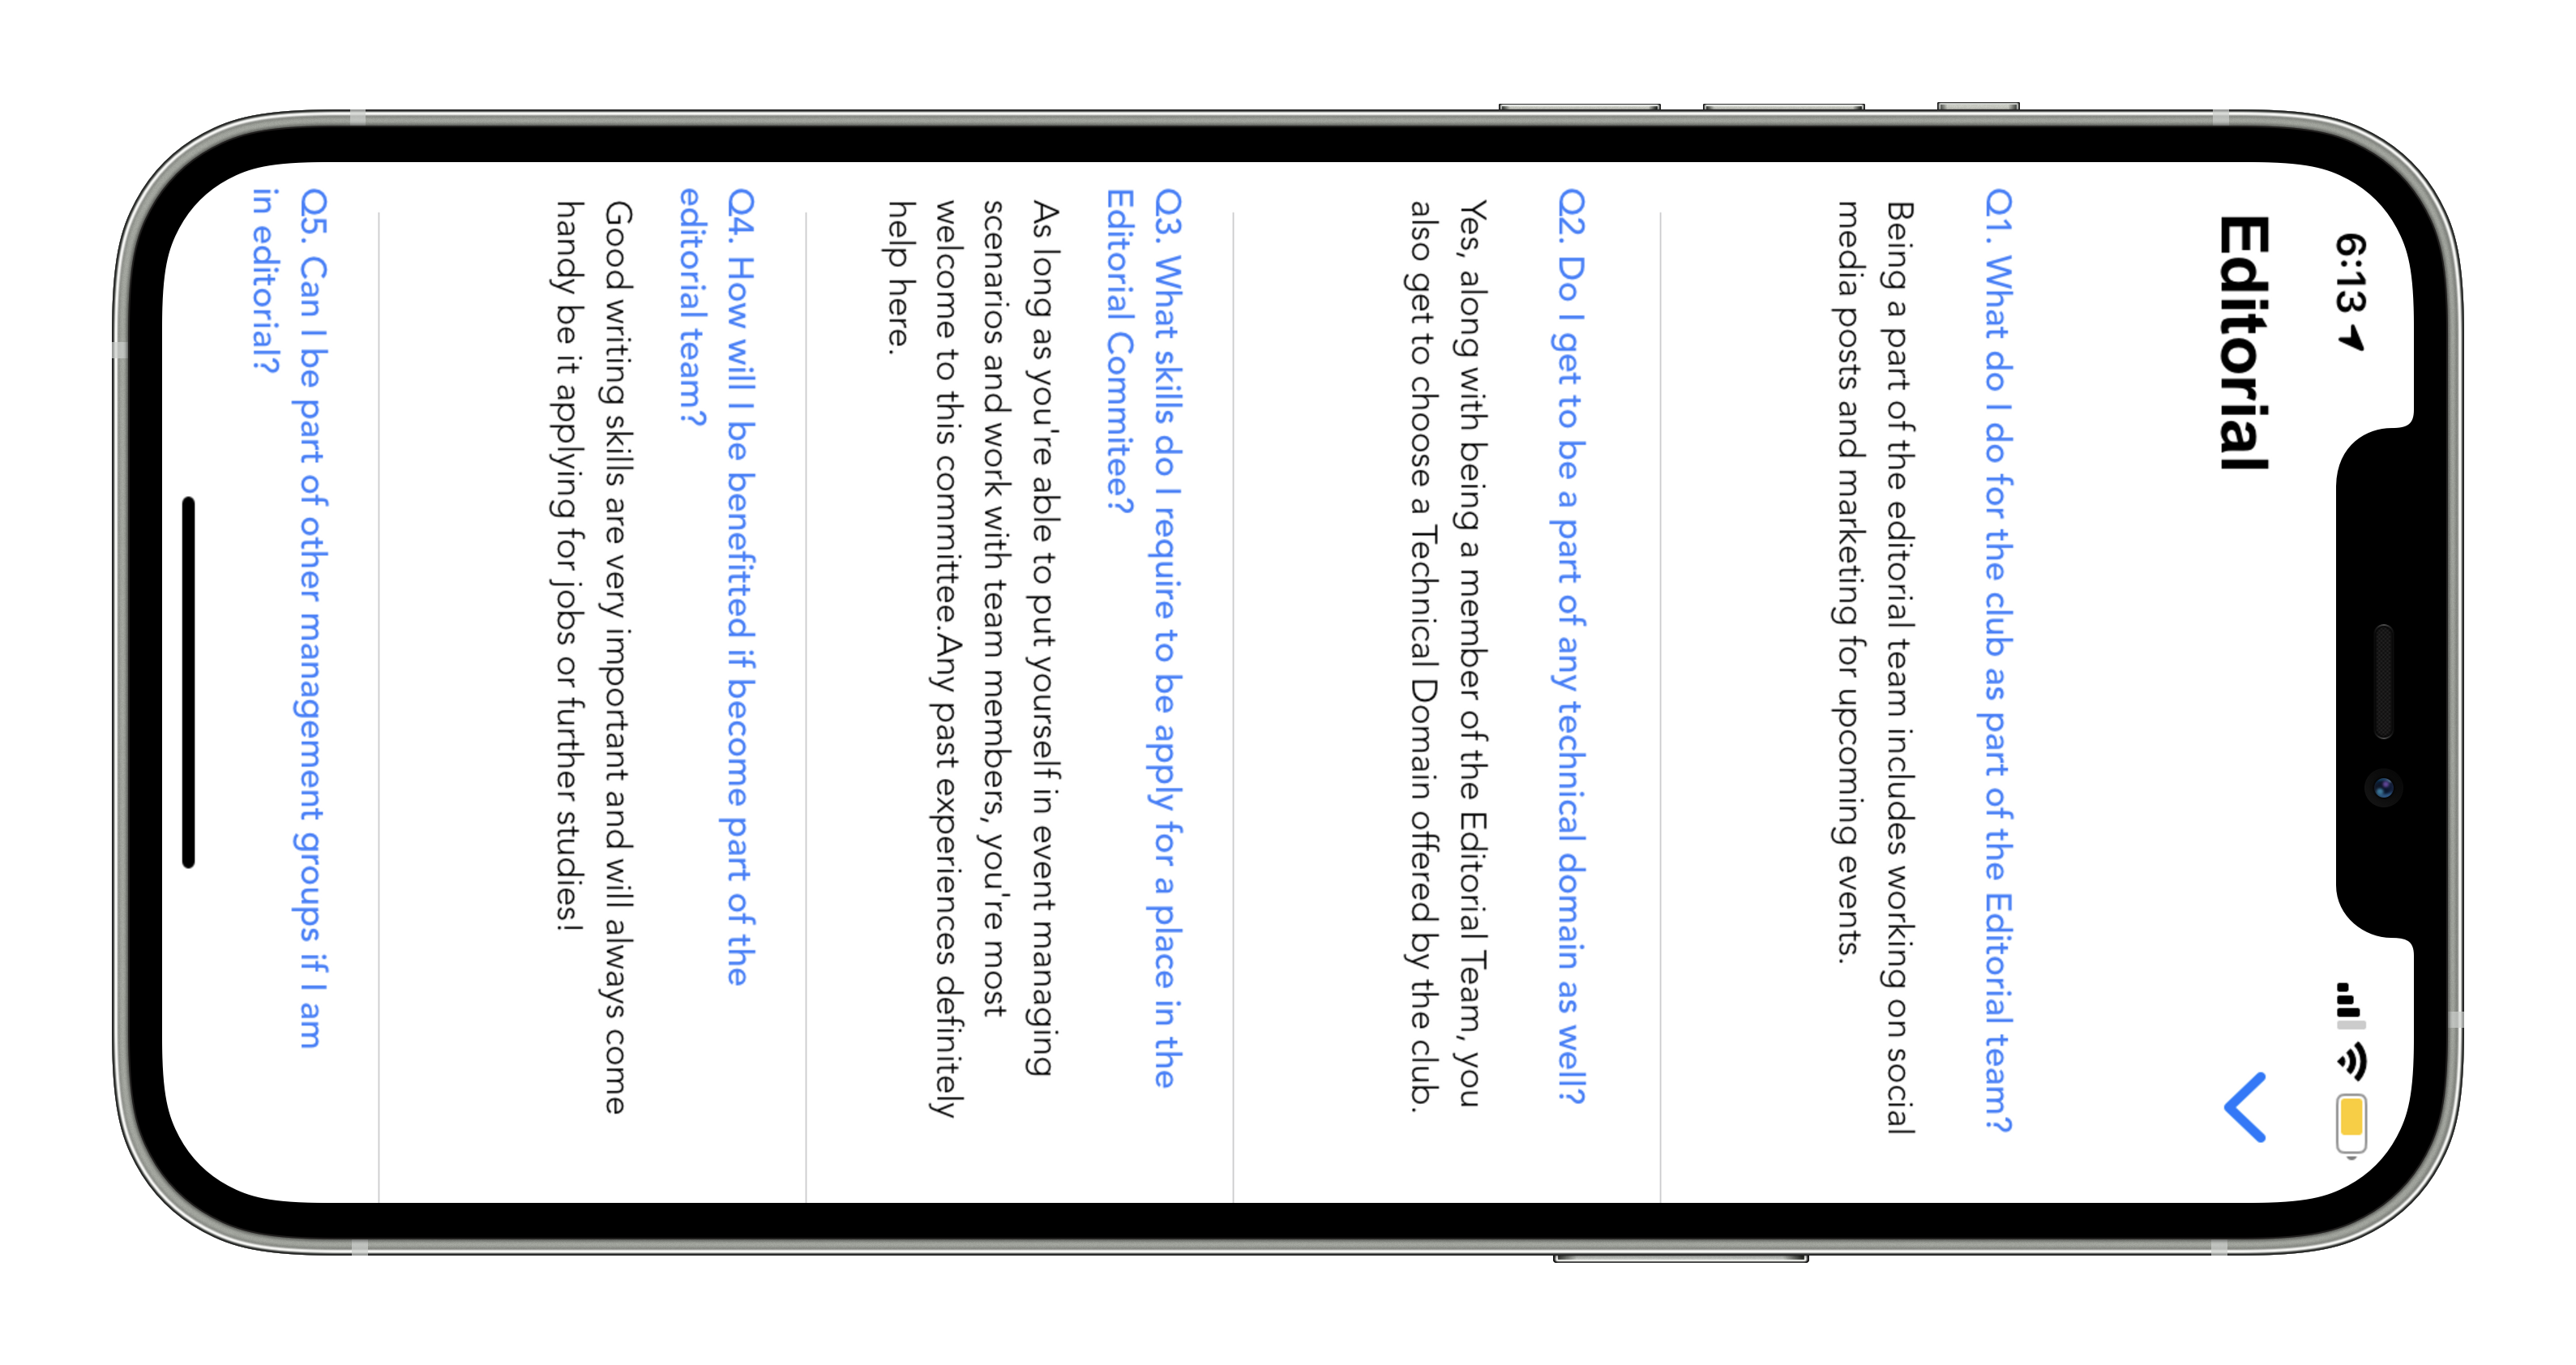 6:13
Editorial
Q1. What do I do for the club as part of the Editorial team?
Being a part of the editorial team includes working on social
media posts and marketing for upcoming events.
Q2. Do I get to be a part of any technical domain as well?
Yes, along with being a member of the Editorial Team, you
also get to choose a Technical Domain offered by the club.
Q3. What skills do I require to be apply for a place in the
Editorial Commitee?
As long as you're able to put yourself in event managing
scenarios and work with team members, you're most
welcome to this committee.Any past experiences definitely
help here.
Q4. How will I be benefitted if become part of the
editorial team?
Good writing skills are very important and will always come
handy be it applying for jobs or further studies!
Q5. Can I be part of other management groups if I am
in editorial?